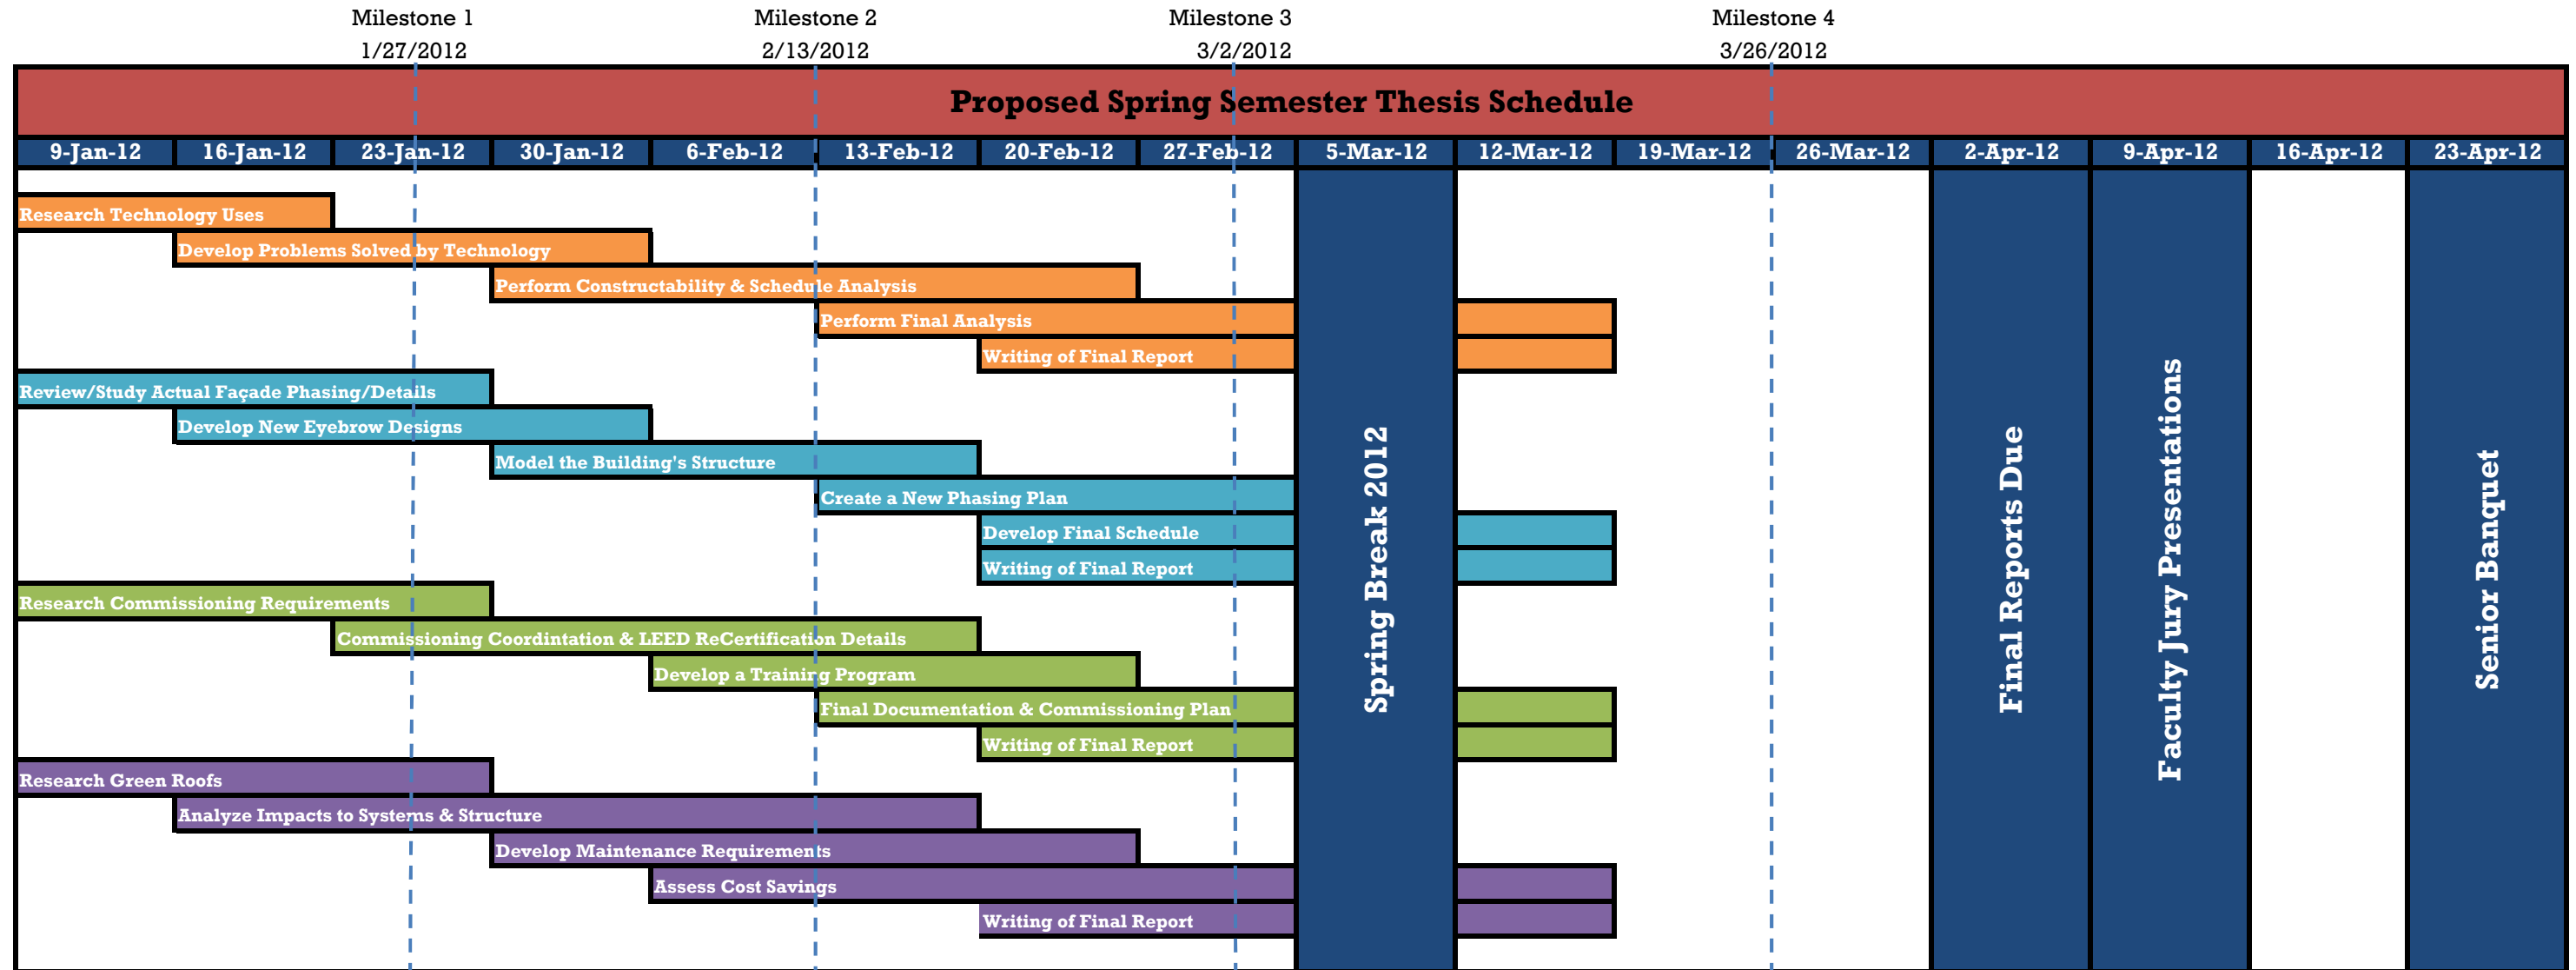 Milestone 1 Milestone 2 Milestone 3 Milestone 4
1/27/2012 2/13/2012 3/2/2012 3/26/2012
Proposed Spring Semester Thesis Schedule
9-Jan-12 16-Jan-12 23-Jan-12 30-Jan-12 6-Feb-12 13-Feb-12 20-Feb-12 27-Feb-12 5-Mar-12 12-Mar-12 19-Mar-12 26-Mar-12 2-Apr-12 9-Apr-12 16-Apr-12 23-Apr-12
Research Technology Uses
Develop Problems Solved by Technology
Perform Constructability & Schedule Analysis
Perform Final Analysis
Writing of Final Report
Review/Study Actual Façade Phasing/Details
Develop New Eyebrow Designs
Model the Building's Structure
Create a New Phasing Plan
Develop Final Schedule
Writing of Final Report
Research Commissioning Requirements
Commissioning Coordintation & LEED ReCertification Details
Develop a Training Program
Final Documentation & Commissioning Plan
Writing of Final Report
Research Green Roofs
Analyze Impacts to Systems & Structure
Develop Maintenance Requirements
Assess Cost Savings
Writing of Final Report
Spring Break 2012
Final Reports Due
Faculty Jury Presentations
Senior Banquet